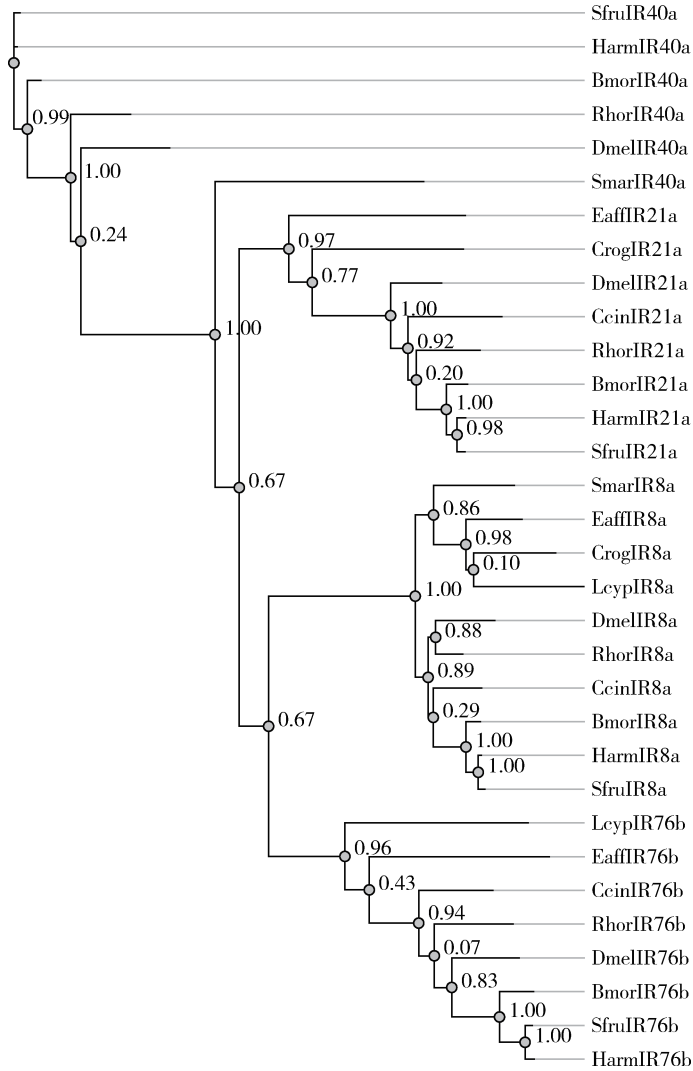 SfruIR40a
HarmIR40a
BmorIR40a
0.99 RhorIR40a
DmelIR40a
1.00
SmarIR40a
EaffIR21a
0.24
0.97 CrogIR21a
0.77
DmelIR21a
1.00 CcinIR21a
1.00
0.92
RhorIR21a
0.20
BmorIR21a
1.00
HarmIR21a
0.98
SfruIR21a
0.67
SmarIR8a
0.86
EaffIR8a
0.98
CrogIR8a
0.10
LcypIR8a
1.00
DmelIR8a
0.88
RhorIR8a
0.89
CcinIR8a
0.29
0.67
BmorIR8a
1.00
HarmIR8a
1.00
SfruIR8a
LcypIR76b
0.96
EaffIR76b
0.43
CcinIR76b
0.94
RhorIR76b
0.07
DmelIR76b
0.83
BmorIR76b
1.00
SfruIR76b
1.00
HarmIR76b